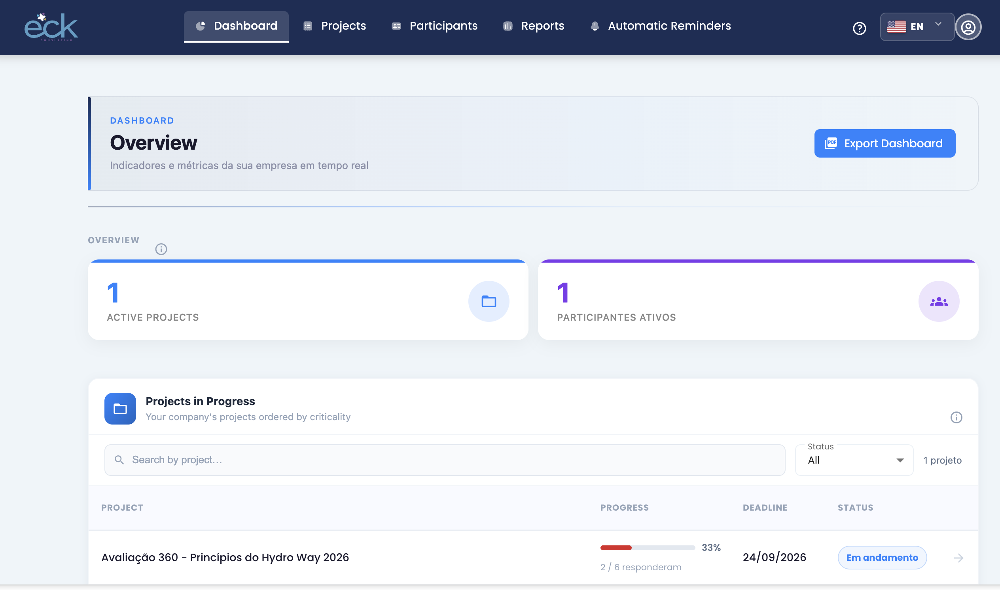 eck
CONSULTING
Dashboard
Projects
Participants
Reports
Automatic Reminders
EN
DASHBOARD
Overview
Indicadores e métricas da sua empresa em tempo real
PDF
Export Dashboard
OVERVIEW
1
ACTIVE PROJECTS
1
PARTICIPANTES ATIVOS
Projects in Progress
Your company's projects ordered by criticality
Search by project...
Status
All
1 projeto
PROJECT
PROGRESS
DEADLINE
STATUS
Avaliação 360 - Princípios do Hydro Way 2026
33%
2 / 6 responderam
24/09/2026
Em andamento